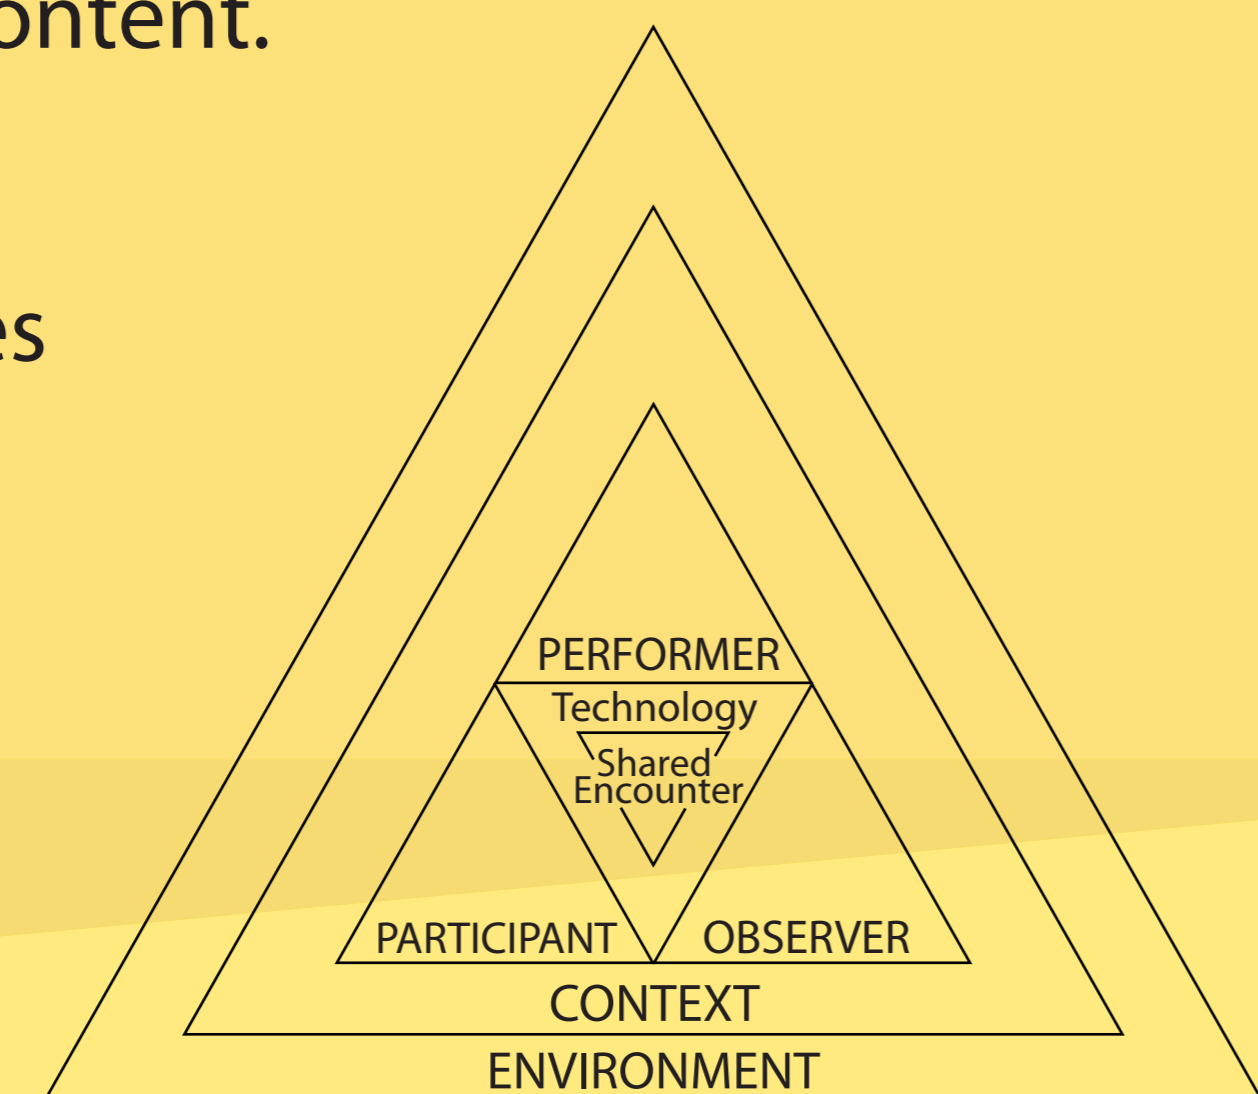 ontent.
es
PERFORMER
Technology
Shared
Encounter
PARTICIPANT OBSERVER
CONTEXT
ENVIRONMENT